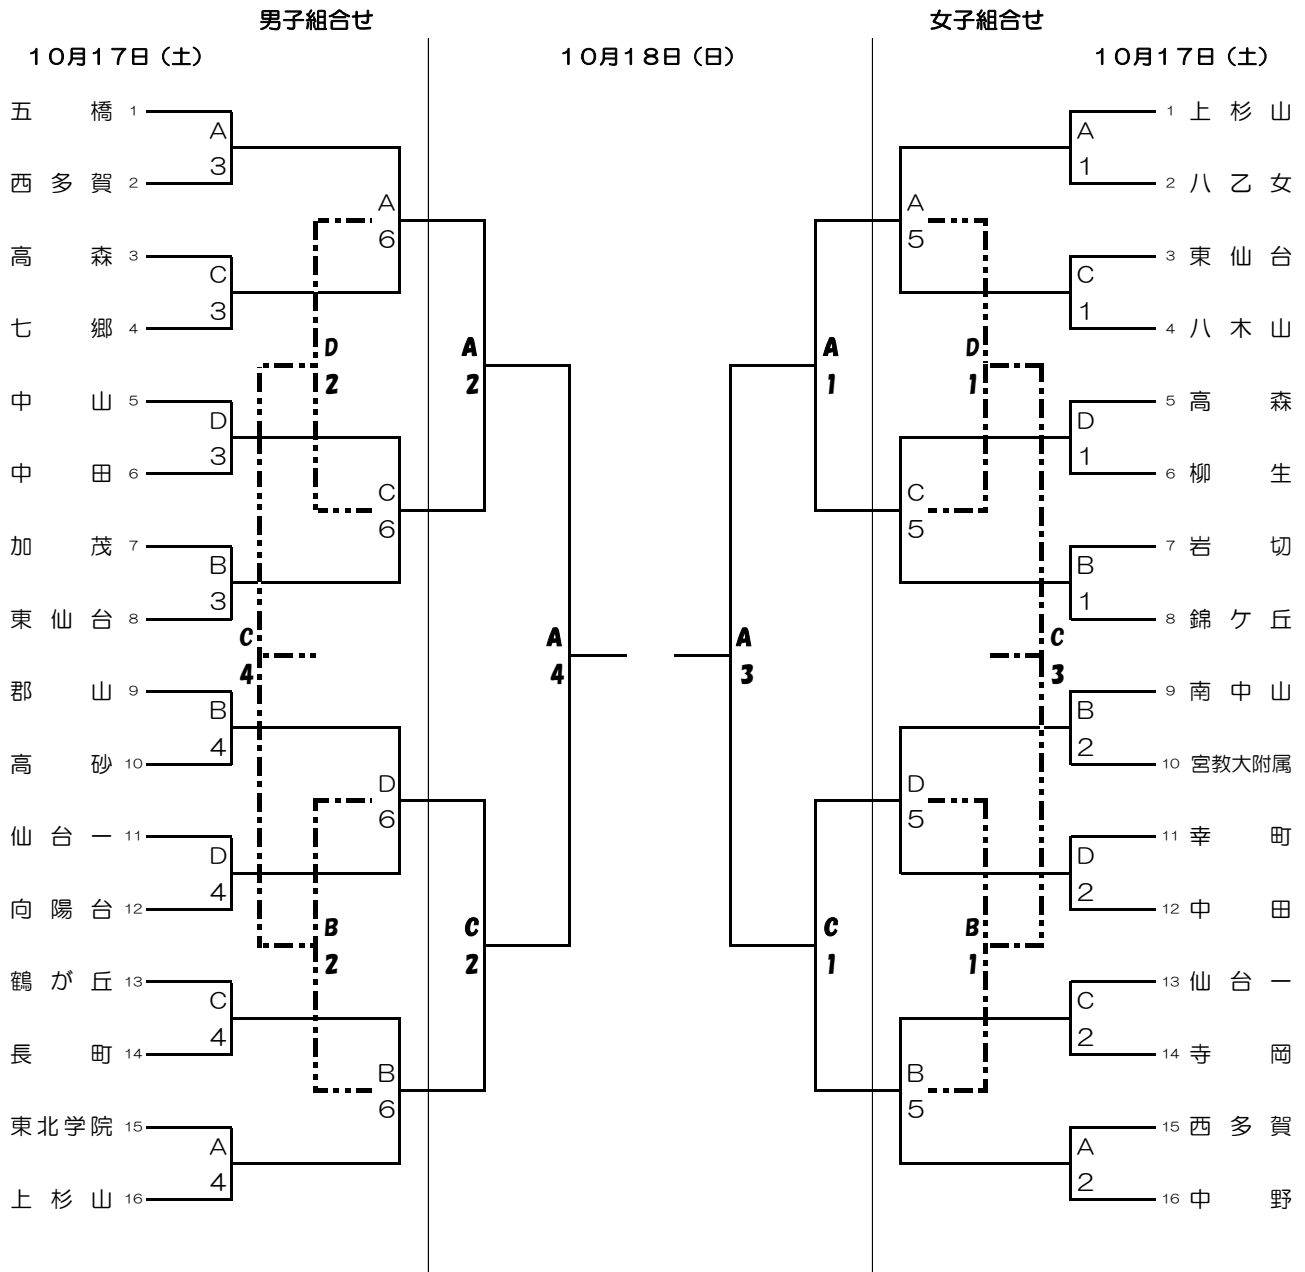 男子組合せ 女子組合せ
10月17日（土） 10月18日（日） 10月17日（土）
五橋 1 1 上杉山
A A
3 1
西多賀 2 2 八乙女
A A
6 5
高森 3 3 東仙台
C C
3 1
七郷 4 4 八木山
D A A D
2 2 1 1
中山 5 5 高森
D D
3 1
中田 6 6 柳生
C C
6 5
加茂 7 7 岩切
B B
3 1
東仙台 8 8 錦ケ丘
C A A C
4 4 3 3
郡山 9 9 南中山
B B
4 2
高砂 10 10 宮教大附属
D D
6 5
仙台一 11 11 幸町
D D
4 2
向陽台 12 12 中田
B C C B
2 2 1 1
鶴が丘 13 13 仙台一
C C
4 2
長町 14 14 寺岡
B B
6 5
東北学院 15 15 西多賀
A A
4 2
上杉山 16 16 中野